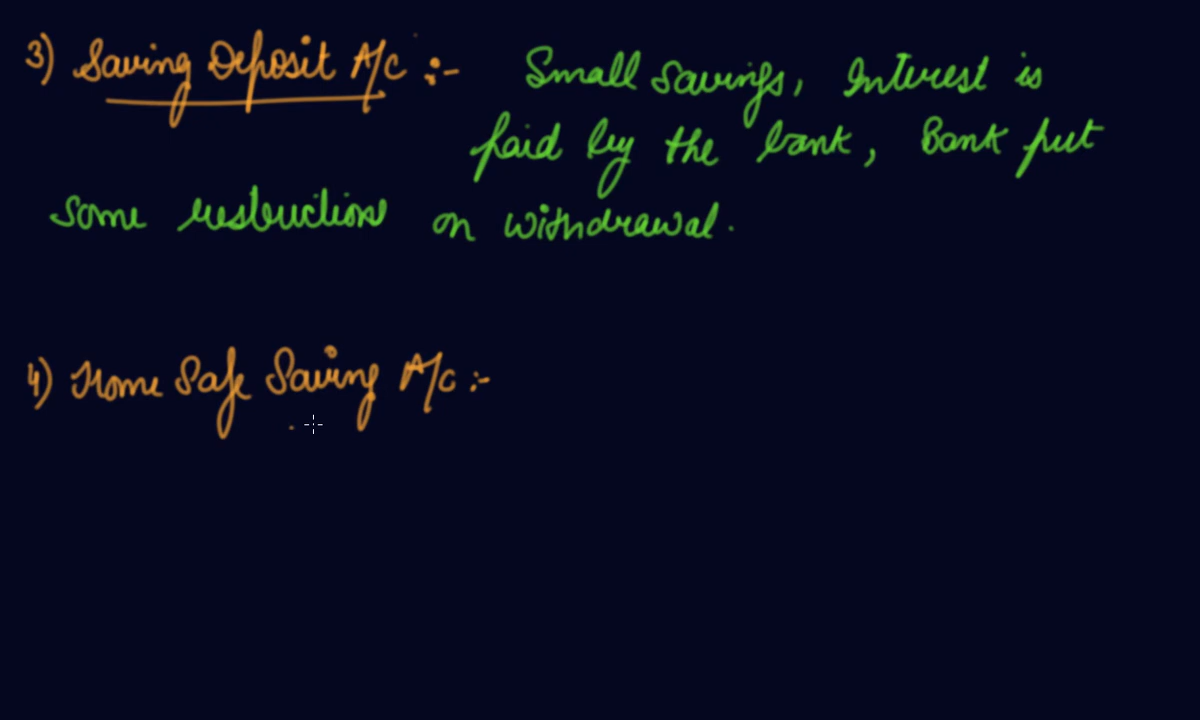 3) Saving Deposit A/c :- Small Savings, Interest is
paid by the bank, Bank put
some restrictions on withdrawal.
4) Home Safe Saving A/c :-